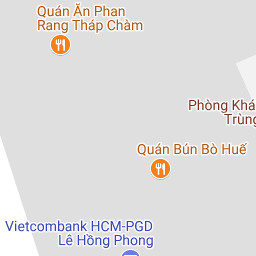 Quán Ăn Phan
Rang Tháp Chàm
Phòng Khá
Trùng
Quán Bún Bò Huế
Vietcombank HCM-PGD
Lê Hồng Phong